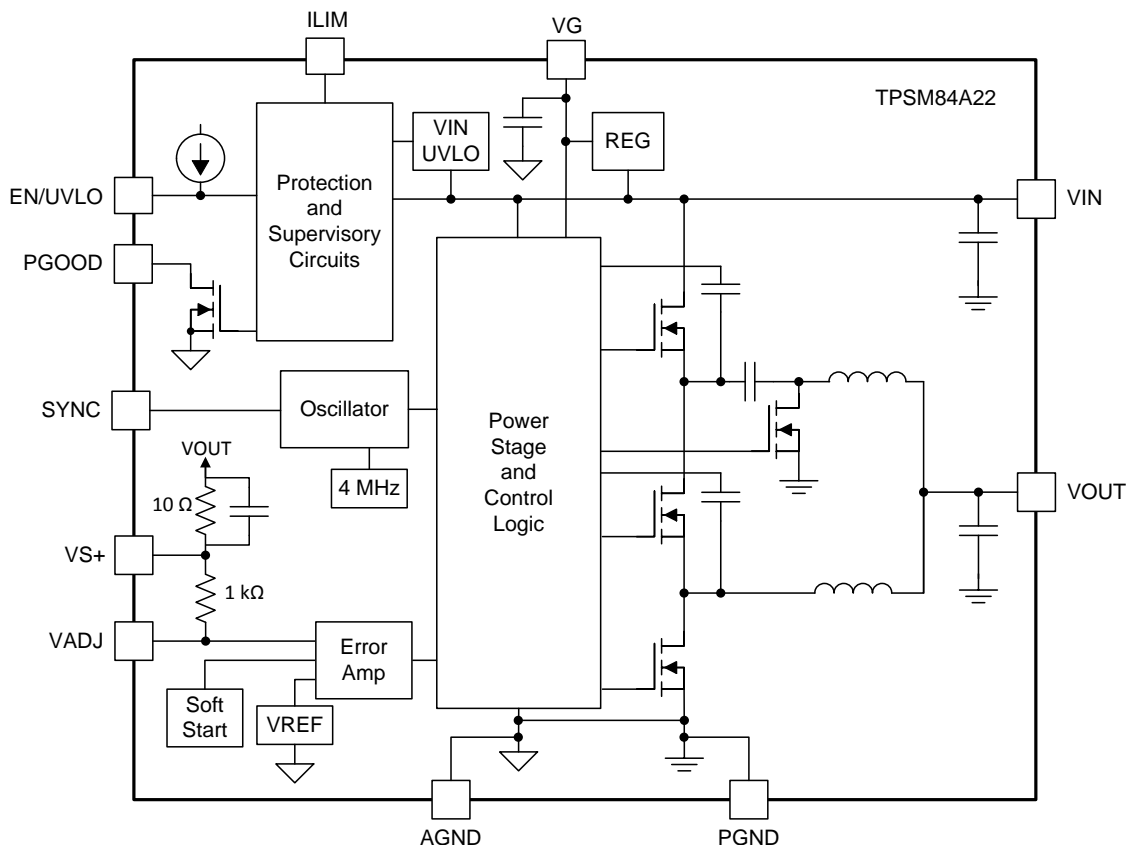 ILIM
VG
TPSM84A22
VIN
UVLO
REG
EN/UVLO
Protection
and
Supervisory
Circuits
VIN
PGOOD
SYNC
Oscillator
Power
Stage
and
Control
Logic
VOUT
4 MHz
10 Ω
VOUT
VS+
1 kΩ
VADJ
Error
Amp
Soft
Start
VREF
AGND
PGND